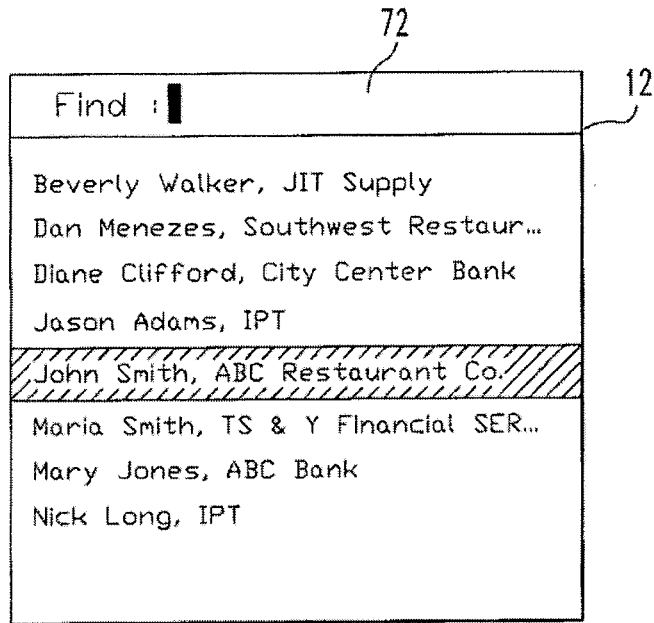 72
12
Find :
Beverly Walker, JIT Supply
Dan Menezes, Southwest Restaur...
Diane Clifford, City Center Bank
Jason Adams, IPT
John Smith, ABC Restaurant Co.
Maria Smith, TS & Y Financial SER...
Mary Jones, ABC Bank
Nick Long, IPT